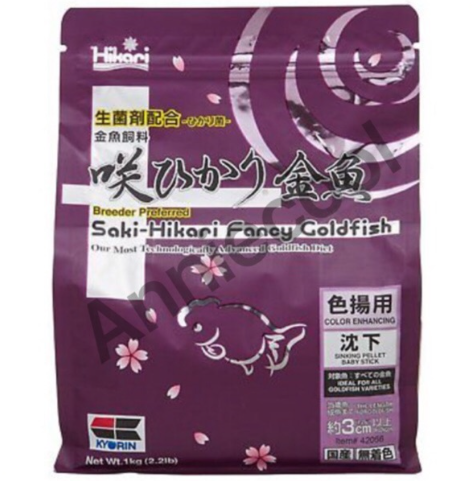 Hikari
生菌剤配合-ひかり菌-
金魚飼料
咲ひかり金魚
Breeder Preferred
Saki-Hikari Fancy Goldfish
Our Most Technologically Advanced Goldfish Diet
色揚用
COLOR ENHANCING
沈下
SINKING PELLET
BABY STICK
対象魚:すべての金魚
IDEAL FOR ALL
GOLDFISH VARIETIES
約3cm以上
Item# 42056
国産 無着色
KYORIN
Net Wt.1kg (2.2lb)